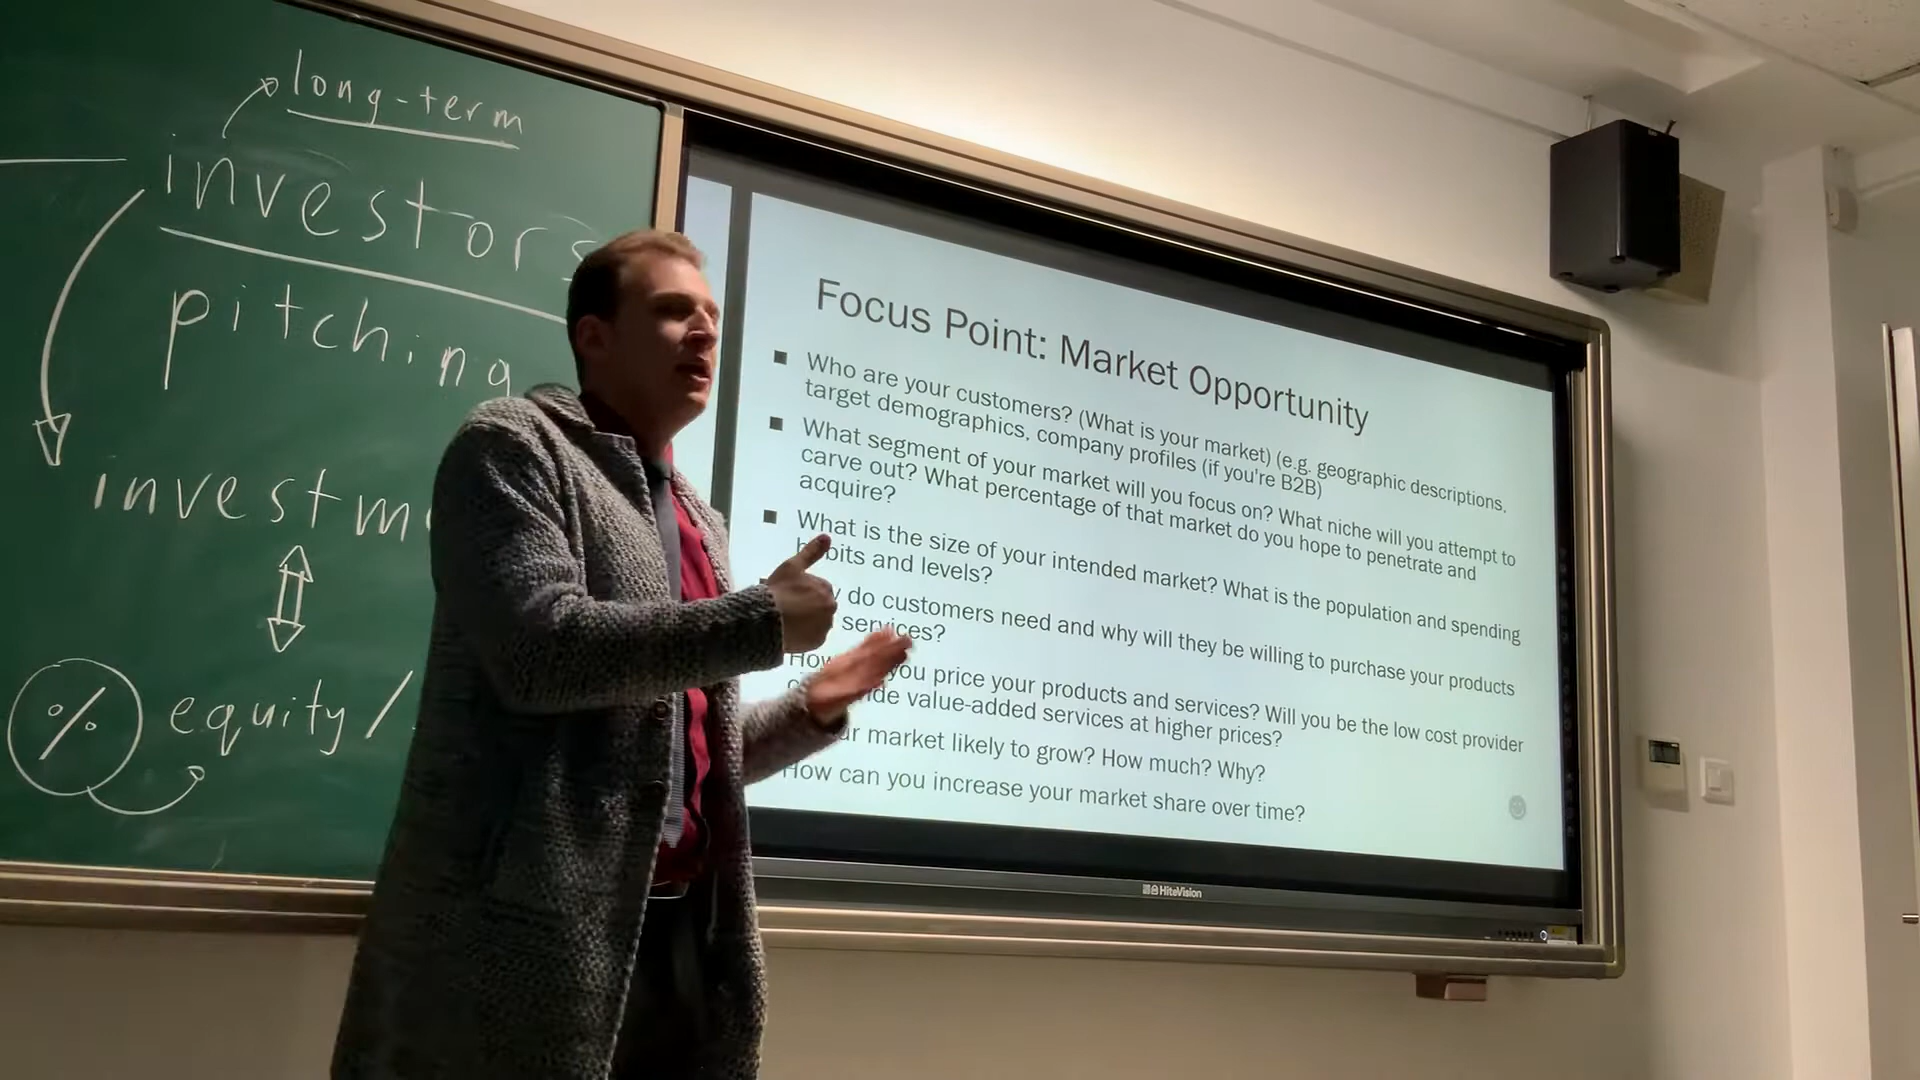 long-term
investors
pitching
%
equity/
Focus Point: Market Opportunity
Who are your customers? (What is your market) (e.g. geographic descriptions,
target demographics, company profiles (if you're B2B)
What segment of your market will you focus on? What niche will you attempt to
carve out? What percentage of that market do you hope to penetrate and
acquire?
What is the size of your intended market? What is the population and spending
habits and levels?
do customers need and why will they be willing to purchase your products
services?
How you price your products and services? Will you be the low cost provider
value-added services at higher prices?
market likely to grow? How much? Why?
How can you increase your market share over time?
HiteVision